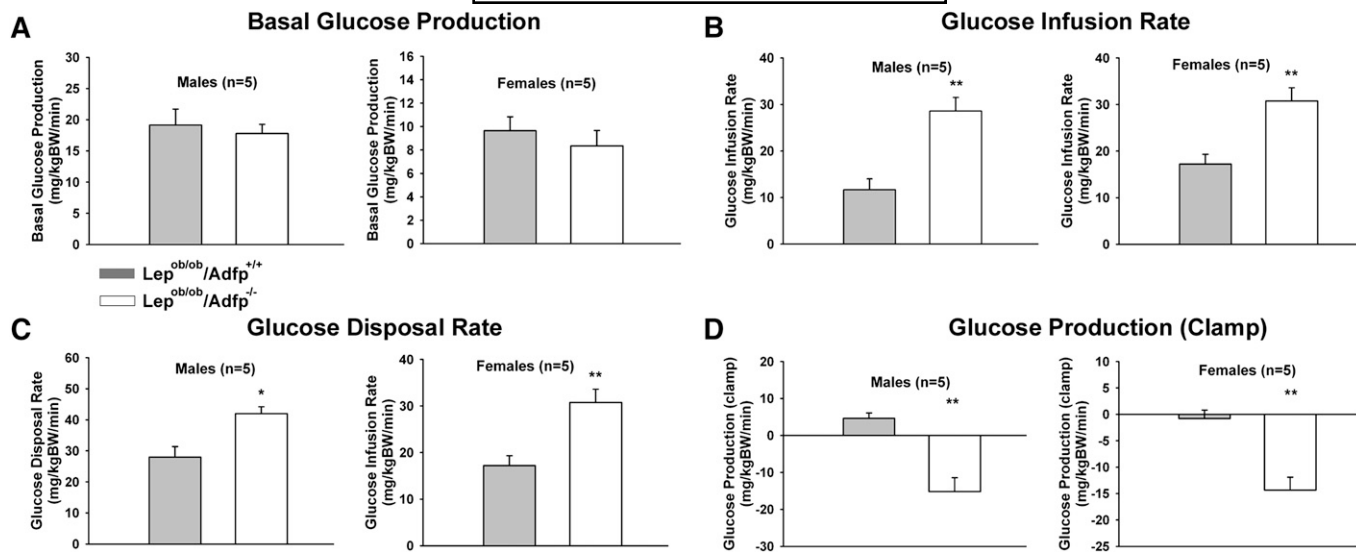 A
Basal Glucose Production
Basal Glucose Production
(mg/kgBW/min)
30
25
20
15
10
5
0
Males (n=5)
Basal Glucose Production
(mg/kgBW/min)
16
14
12
10
8
6
4
2
0
Females (n=5)
Lep^ob/ob/Adfp^+/+
Lep^ob/ob/Adfp^-/-
B
Glucose Infusion Rate
Glucose Infusion Rate
(mg/kgBW/min)
40
30
20
10
0
Males (n=5)
**
Glucose Infusion Rate
(mg/kgBW/min)
40
30
20
10
0
Females (n=5)
**
C
Glucose Disposal Rate
Glucose Disposal Rate
(mg/kgBW/min)
60
50
40
30
20
10
0
Males (n=5)
*
Glucose Infusion Rate
(mg/kgBW/min)
40
30
20
10
0
Females (n=5)
**
D
Glucose Production (Clamp)
Glucose Production (clamp)
(mg/kgBW/min)
20
10
0
-10
-20
-30
Males (n=5)
**
Glucose Production (clamp)
(mg/kgBW/min)
10
5
0
-5
-10
-15
-20
-25
Females (n=5)
**